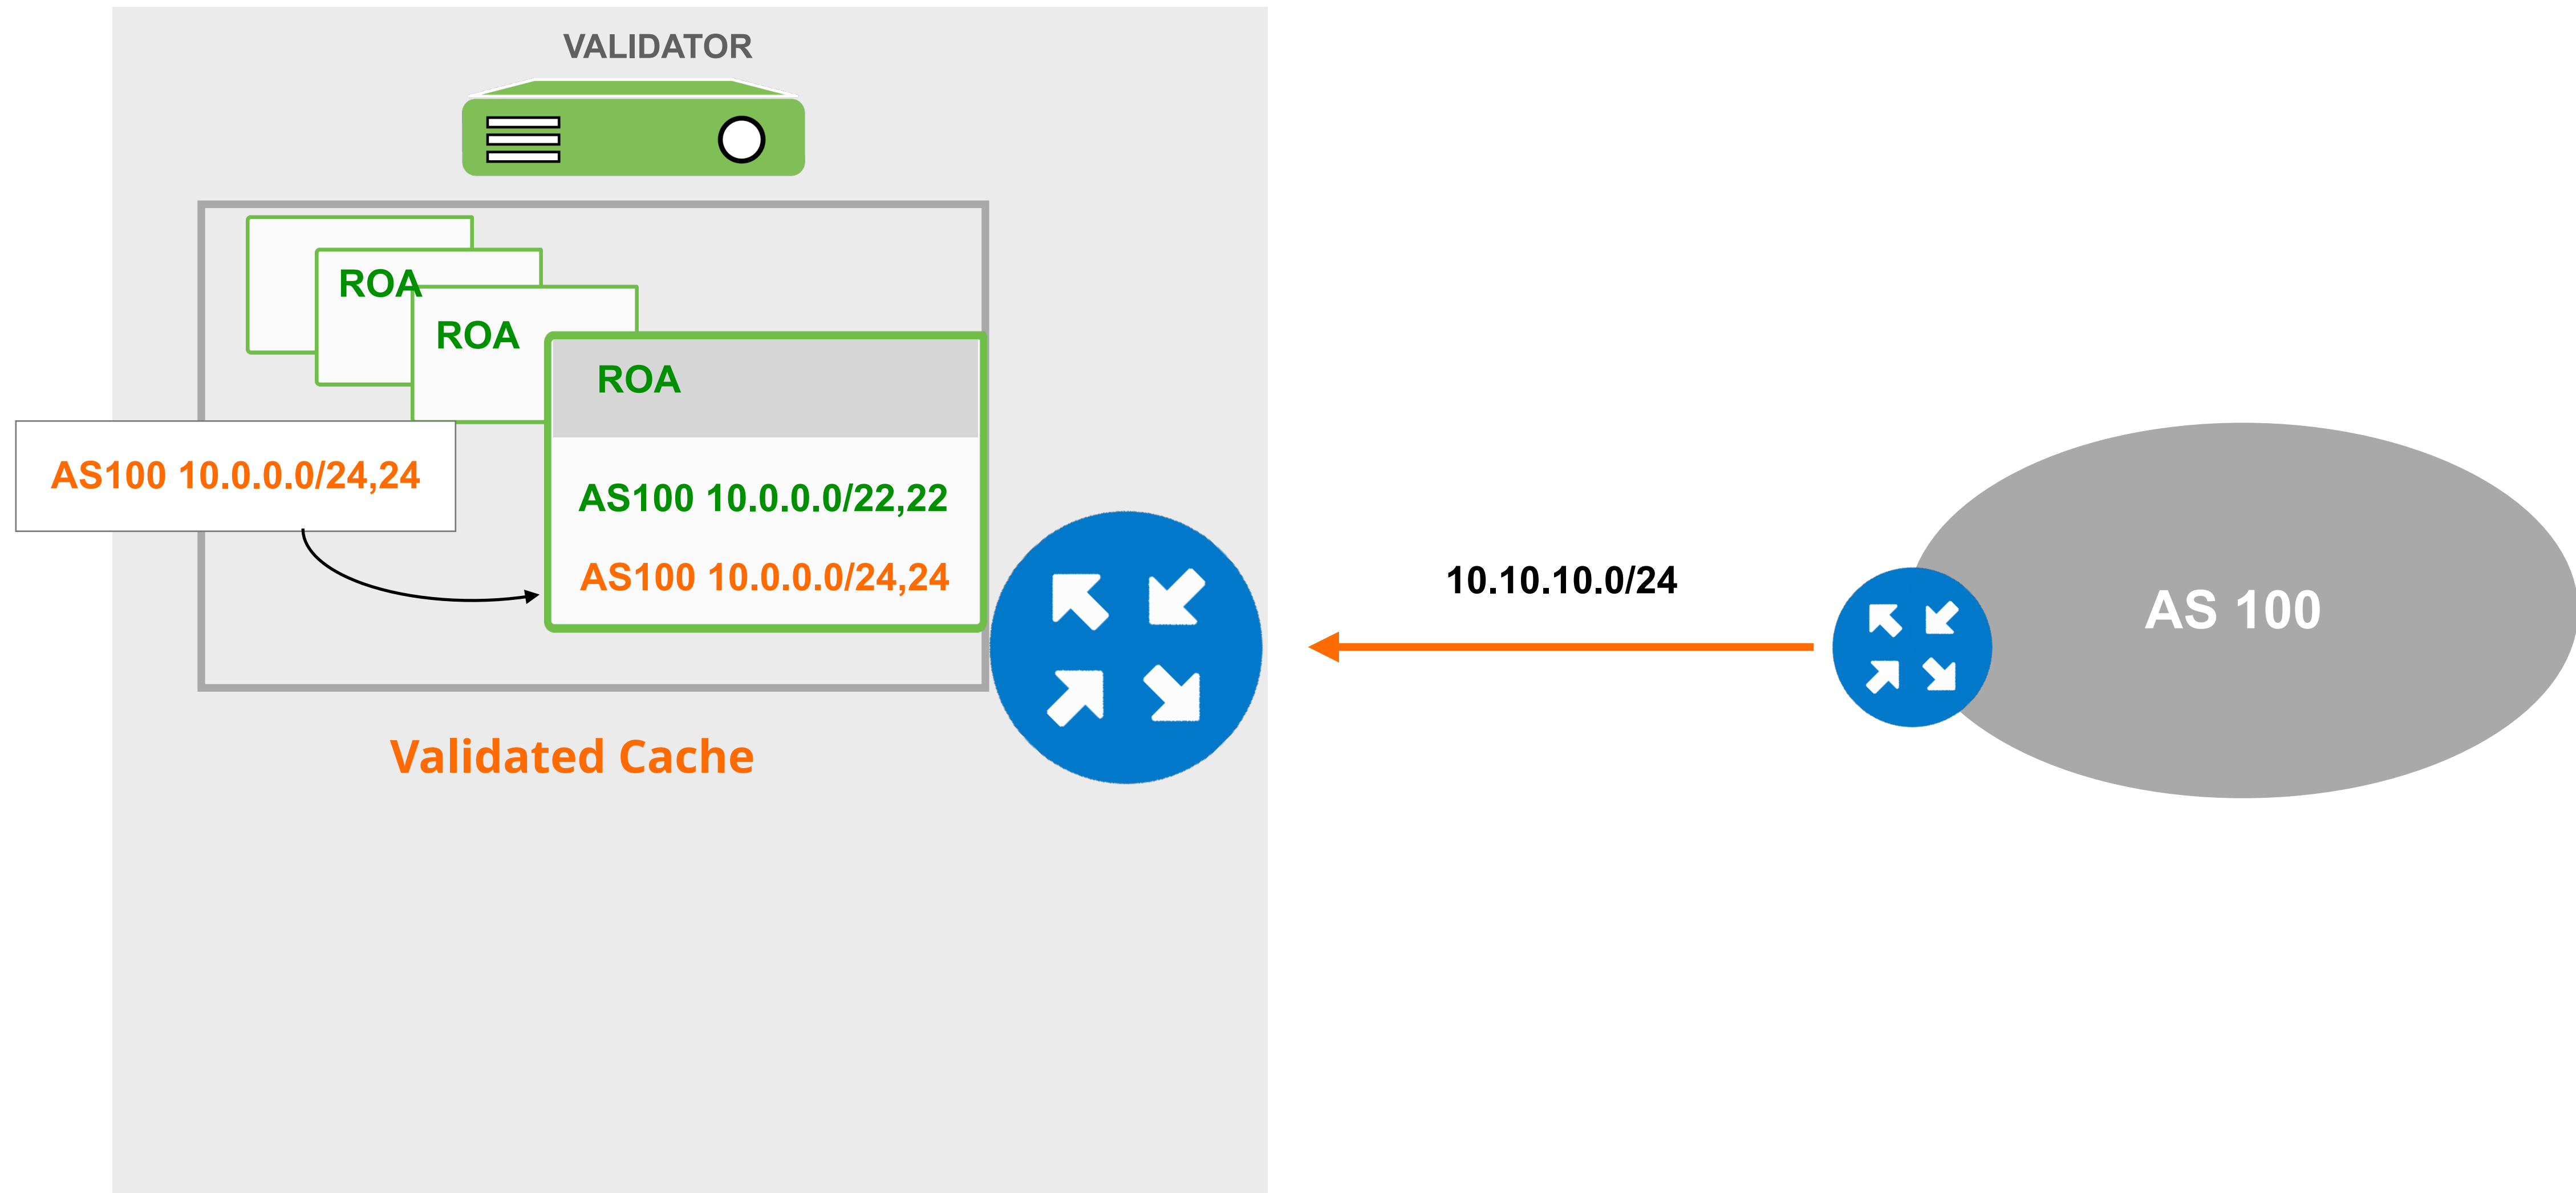 VALIDATOR
ROA
ROA
ROA
AS100 10.0.0.0/24,24
AS100 10.0.0.0/22,22
AS100 10.0.0.0/24,24
10.10.10.0/24
AS 100
Validated Cache